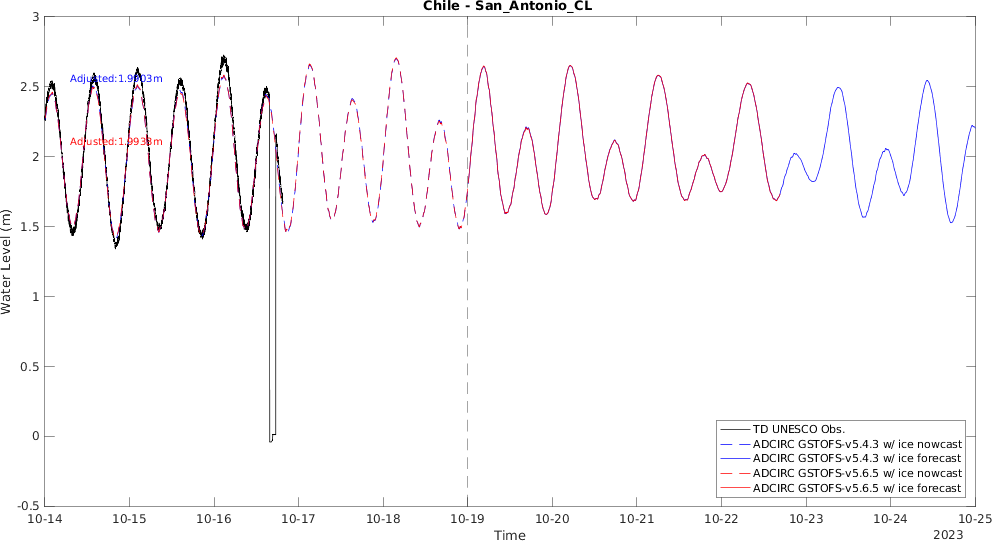 Chile - San_Antonio_CL
Water Level (m)
3
2.5
2
1.5
1
0.5
0
-0.5
Adjusted:1.9903m
Adjusted:1.9933m
TD UNESCO Obs.
ADCIRC GSTOFS-v5.4.3 w/ ice nowcast
ADCIRC GSTOFS-v5.4.3 w/ ice forecast
ADCIRC GSTOFS-v5.6.5 w/ ice nowcast
ADCIRC GSTOFS-v5.6.5 w/ ice forecast
10-14 10-15 10-16 10-17 10-18 10-19 10-20 10-21 10-22 10-23 10-24 10-25
Time
2023